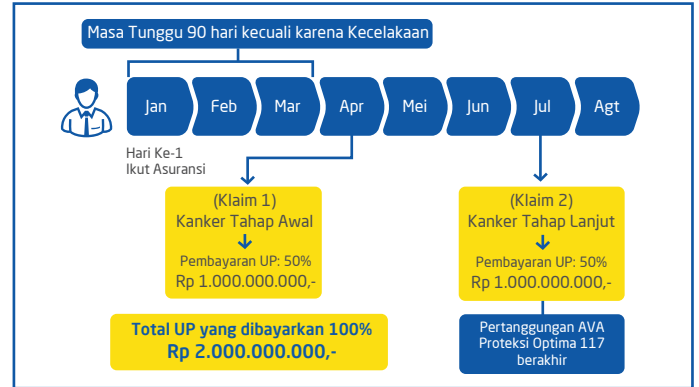 Masa Tunggu 90 hari kecuali karena Kecelakaan
Jan
Feb
Mar
Apr
Mei
Jun
Jul
Agt
Hari Ke-1
Ikut Asuransi
(Klaim 1)
Kanker Tahap Awal
Pembayaran UP: 50%
Rp 1.000.000.000,-
(Klaim 2)
Kanker Tahap Lanjut
Pembayaran UP: 50%
Rp 1.000.000.000,-
Total UP yang dibayarkan 100%
Rp 2.000.000.000,-
Pertanggungan AVA
Proteksi Optima 117
berakhir